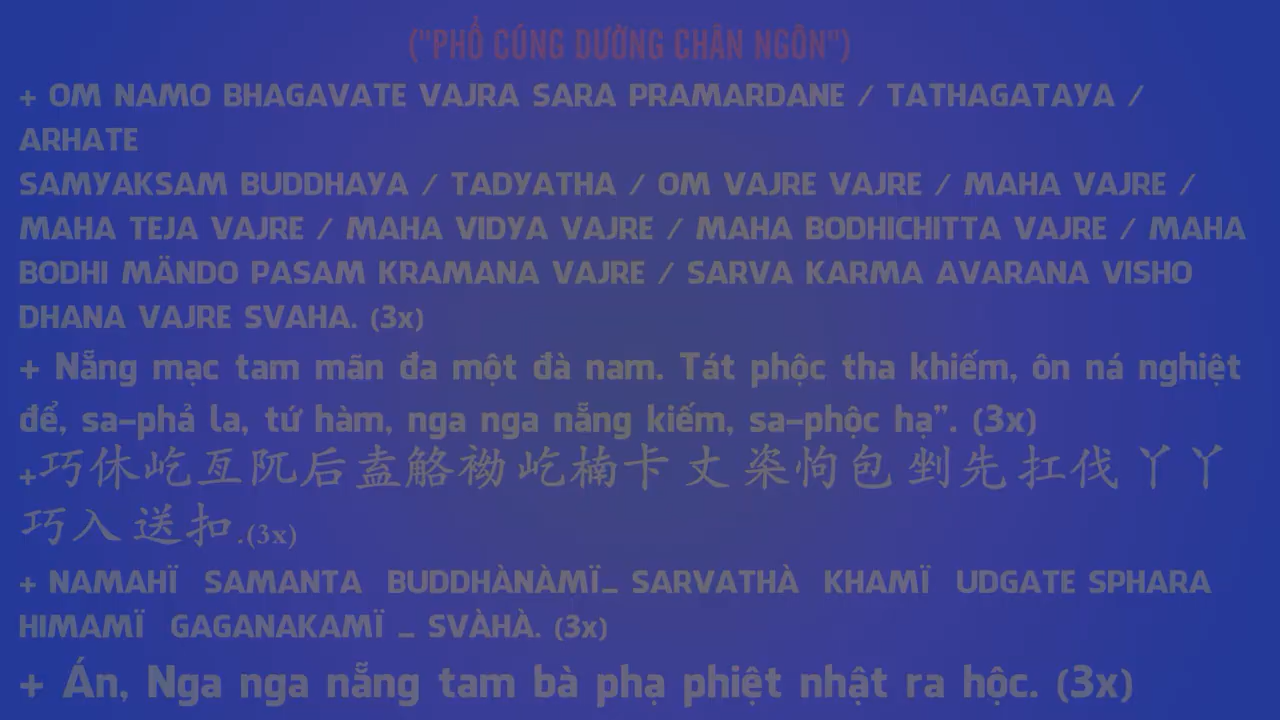 ("PHỔ CÚNG DƯỜNG CHÂN NGÔN")
+ OM NAMO BHAGAVATE VAJRA SARA PRAMARDANE / TATHAGATAYA /
ARHATE
SAMYAKSAM BUDDHAYA / TADYATHA / OM VAJRE VAJRE / MAHA VAJRE /
MAHA TEJA VAJRE / MAHA VIDYA VAJRE / MAHA BODHICHITTA VAJRE / MAHA
BODHI MÄNDO PASAM KRAMANA VAJRE / SARVA KARMA AVARANA VISHO
DHANA VAJRE SVAHA. (3x)
+ Nẵng mạc tam mãn đa một đà nam. Tát phộc tha khiếm, ôn ná nghiệt
để, sa-phả la, tứ hàm, nga nga nẵng kiếm, sa-phộc hạ”. (3x)
+巧休屹亙阢后盍觡袎屹楠卡丈染恦包剉先扛伐丫丫
巧入送扣.(3x)
+ NAMAHÏ SAMANTA BUDDHÀNÀMÏ_ SARVATHÀ KHAMÏ UDGATE SPHARA
HIMAMÏ GAGANAKAMÏ _ SVÀHÀ. (3x)
+ Án, Nga nga nẵng tam bà phạ phiệt nhật ra hộc. (3x)